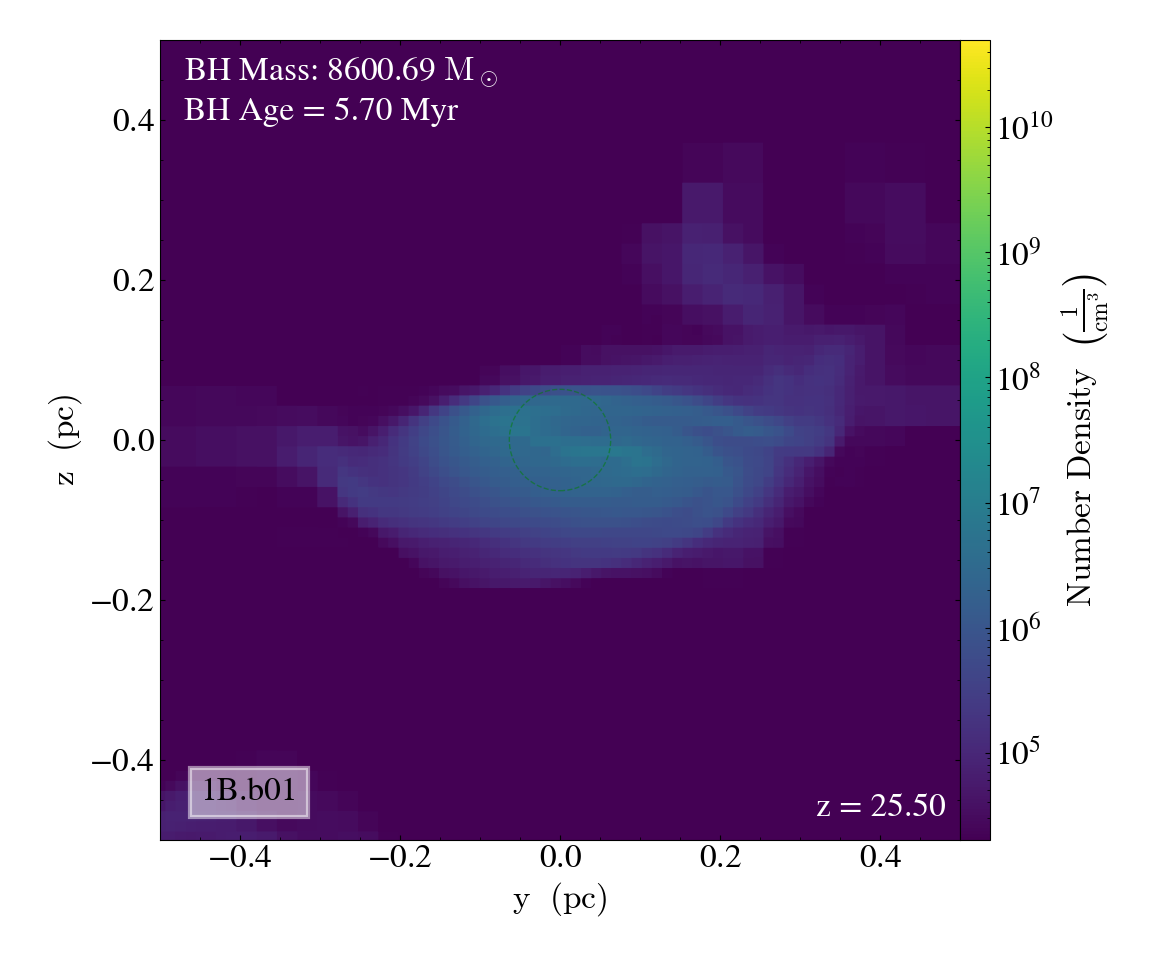 BH Mass: 8600.69 M⊙
BH Age = 5.70 Myr
0.4
0.2
0.0
−0.2
−0.4
z (pc)
1B.b01
z = 25.50
−0.4 −0.2 0.0 0.2 0.4
y (pc)
10¹⁰
10⁹
10⁸
10⁷
10⁶
10⁵
Number Density (1/cm³)